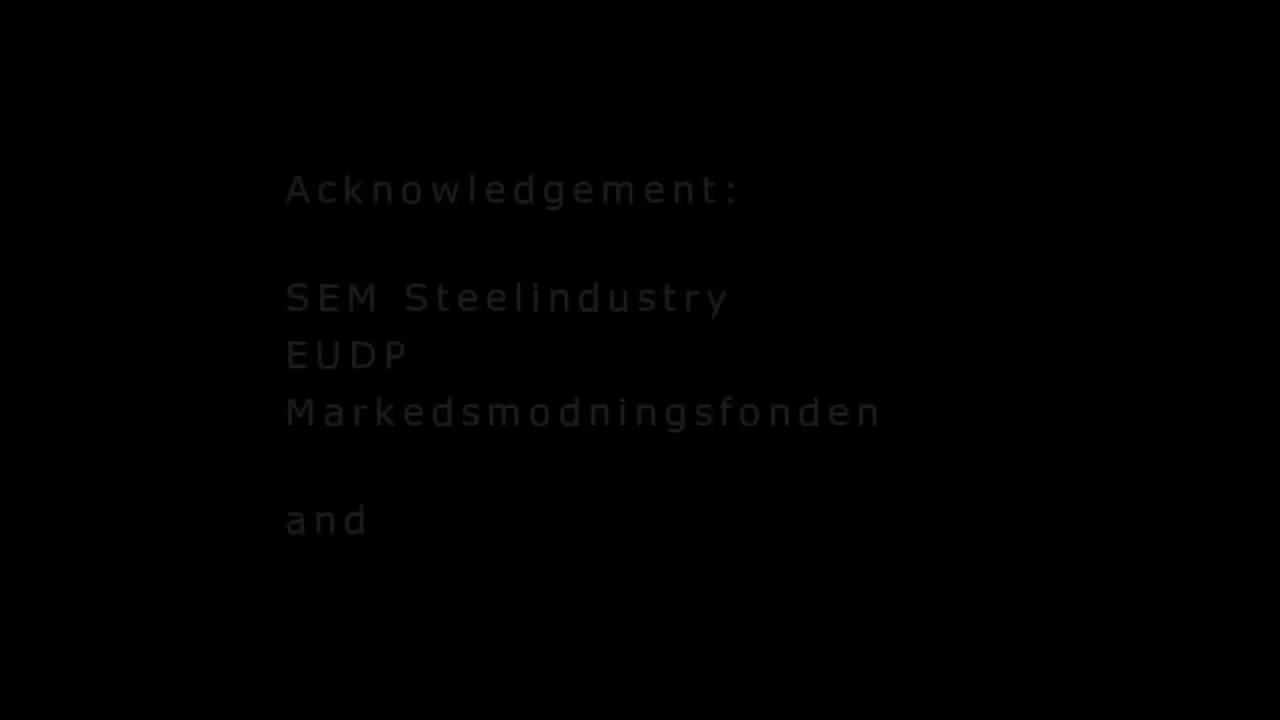 Acknowledgement:
SEM Steelindustry
EUDP
Markedsmodningsfonden
and